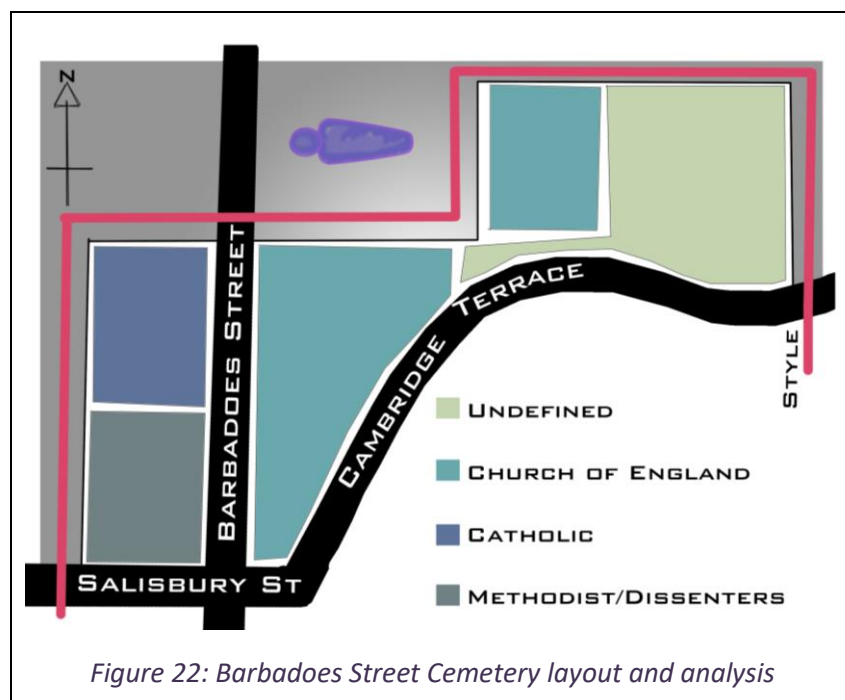 N
BARBADOES STREET
CAMBRIDGE TERRACE
STYLE
SALISBURY ST
UNDEFINED
CHURCH OF ENGLAND
CATHOLIC
METHODIST/DISSENTERS
Figure 22: Barbadoes Street Cemetery layout and analysis